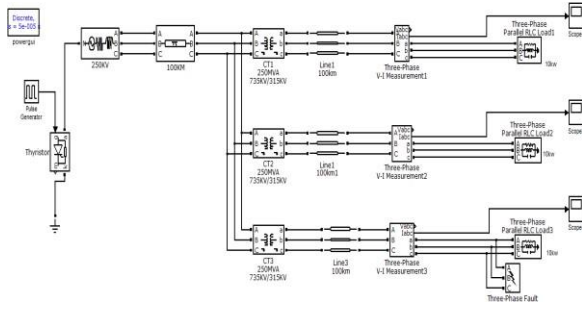 Discrete,
s = 5e-005 s
powergui
250KV
100KM
CT1
250MVA
735KV/315KV
Line1
100km
Three-Phase
V-I Measurement1
Three-Phase
Parallel RLC Load1
10kw
Scope
Pulse
Generator
Thyristor
CT2
250MVA
735KV/315KV
Line1
100km1
Three-Phase
V-I Measurement2
Three-Phase
Parallel RLC Load2
10kw
Scope
CT3
250MVA
735KV/315KV
Line3
100km
Three-Phase
V-I Measurement3
Three-Phase
Parallel RLC Load3
10kw
Scope
Three-Phase Fault